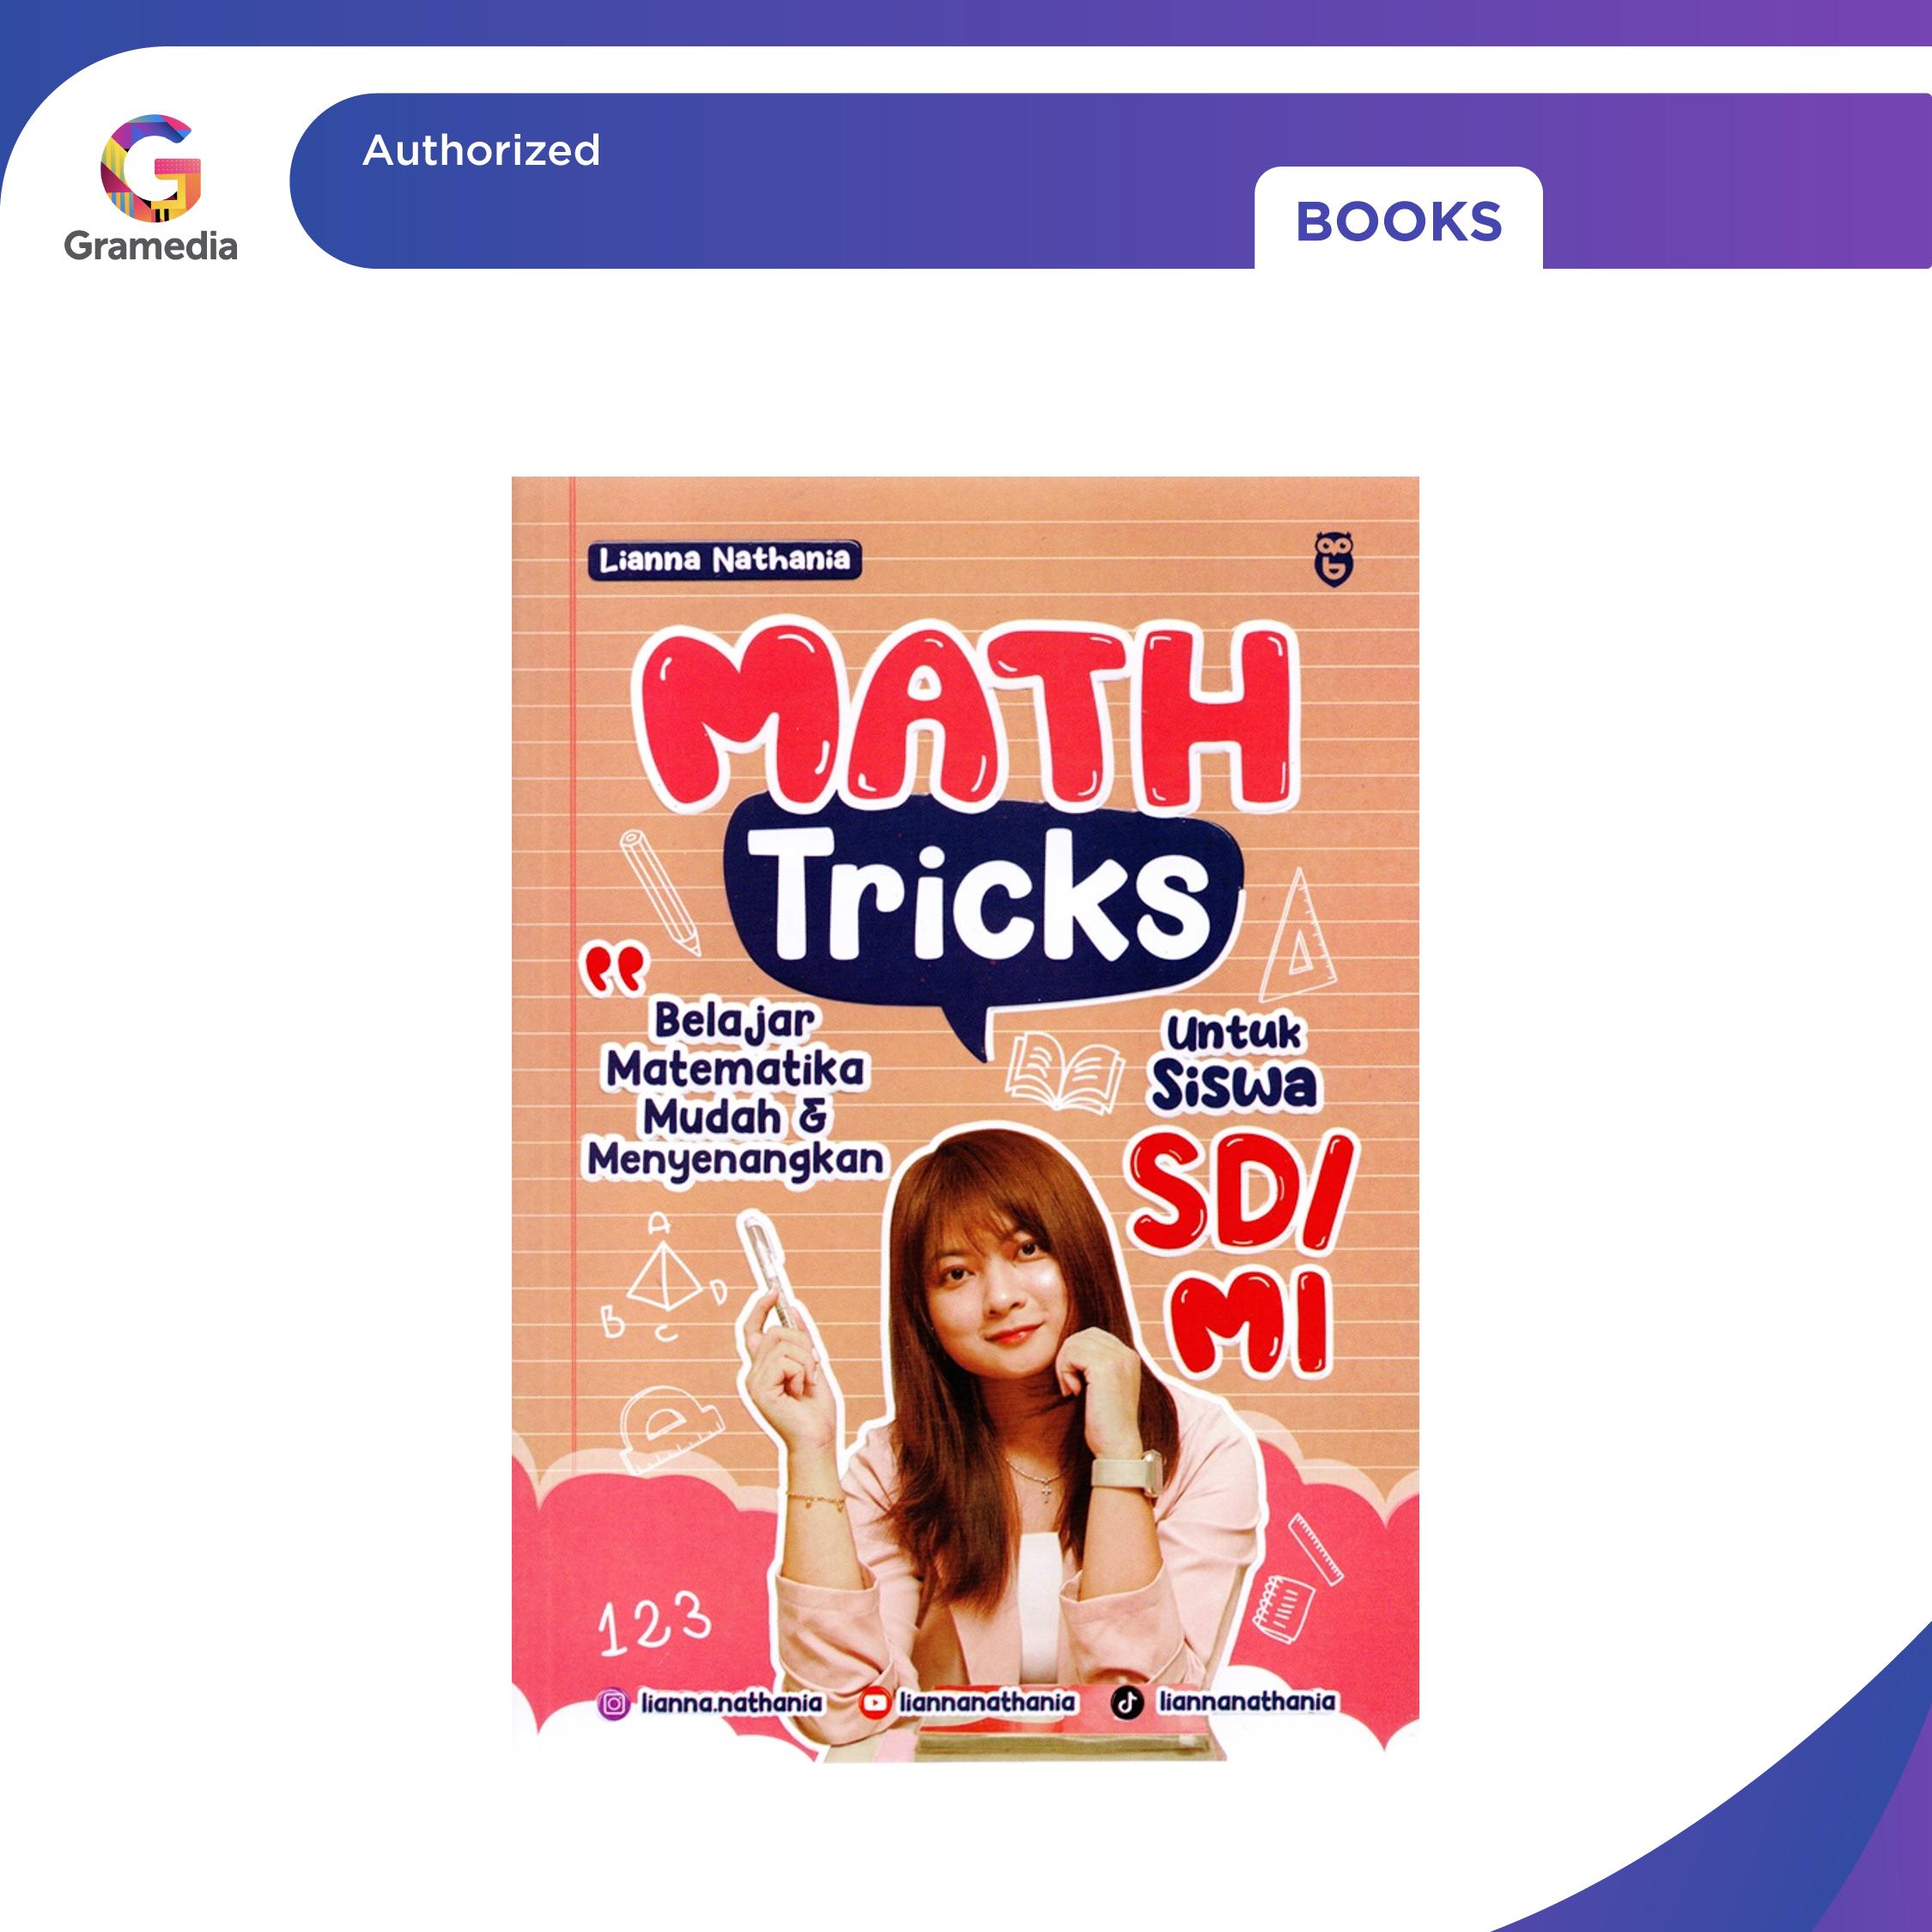 Gramedia
Authorized
BOOKS
Lianna Nathania
MATH
Tricks
Belajar
Matematika
Mudah &
Menyenangkan
Untuk
Siswa
SD/
MI
A
B
C
D
123
lianna.nathania
liannanathania
liannanathania